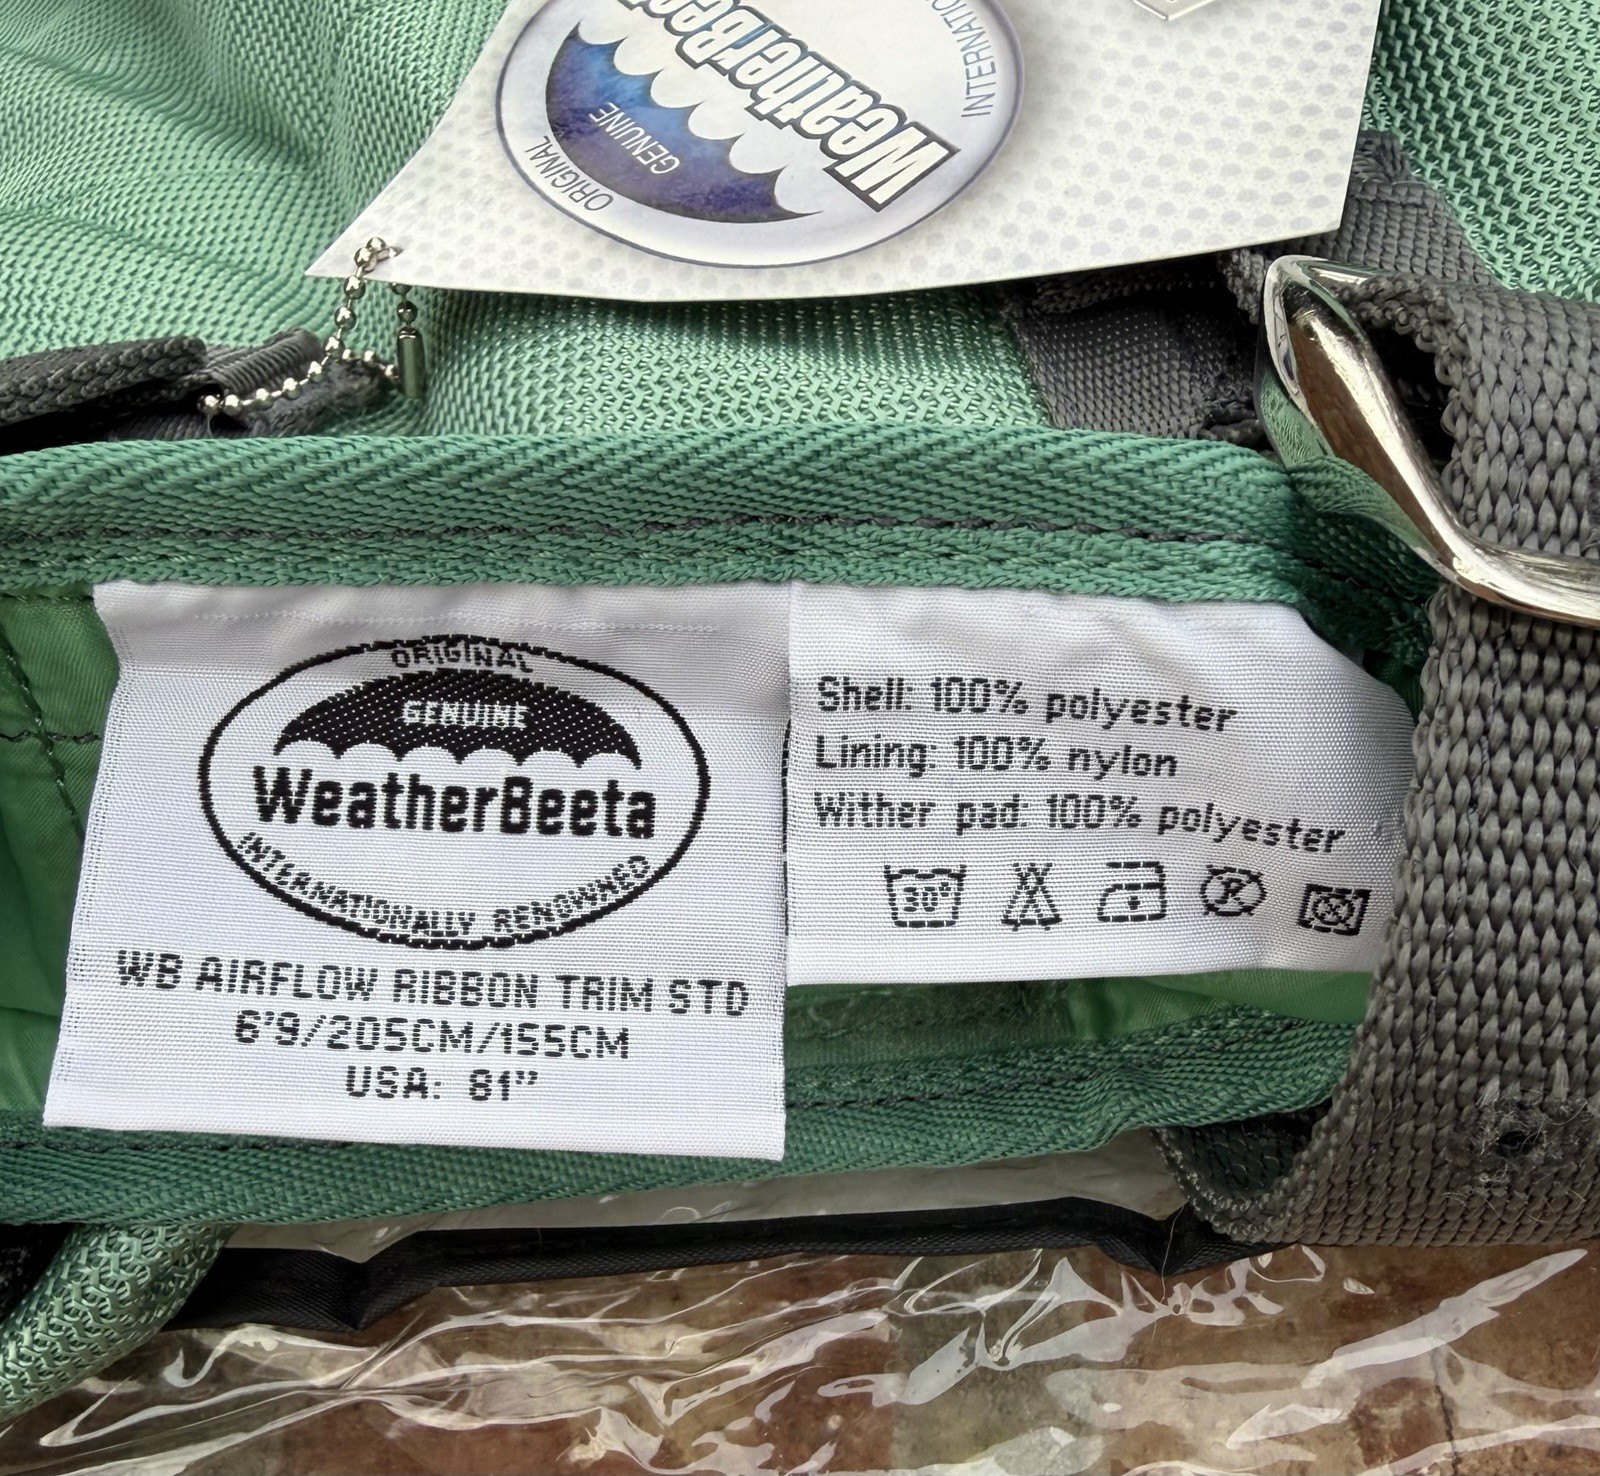 WeatherBeeta
GENUINE
ORIGINAL
ORIGINAL
GENUINE
WeatherBeeta
INTERNATIONALLY RENOWNED
WB AIRFLOW RIBBON TRIM STD
6'9/205CM/155CM
USA: 81"
Shell: 100% polyester
Lining: 100% nylon
Wither pad: 100% polyester
30°